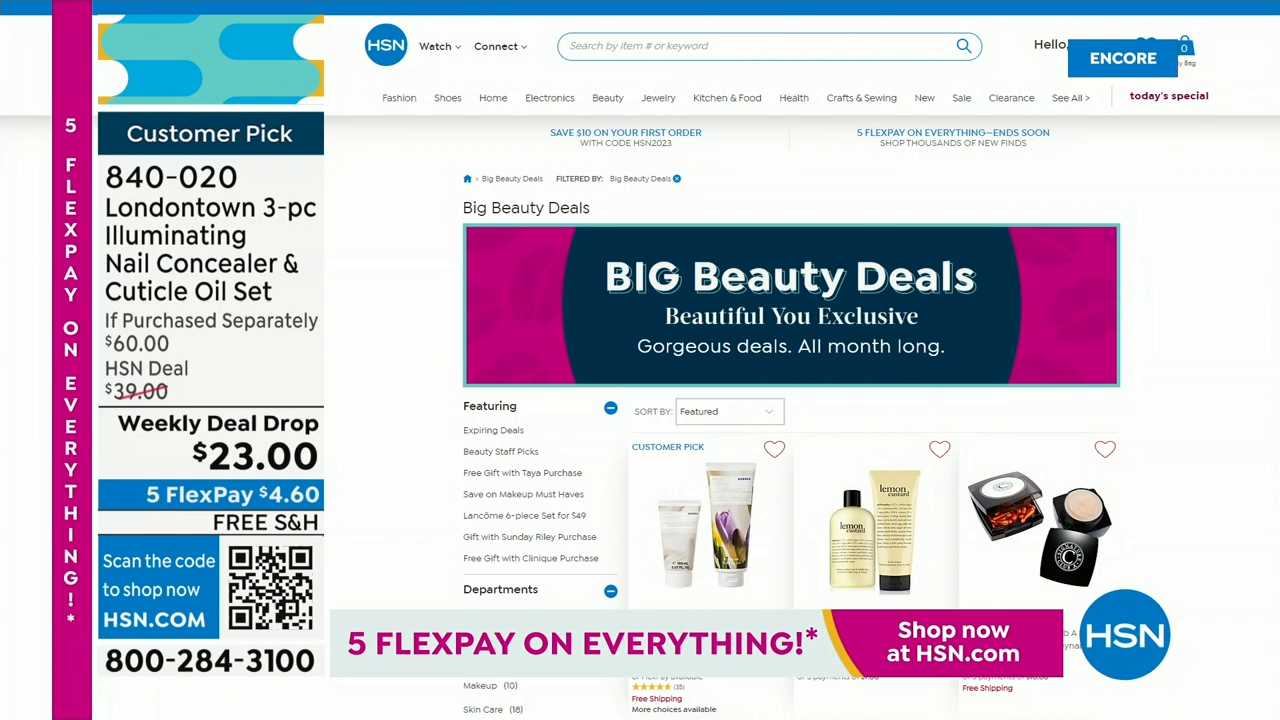 5 FLEXPAY ON EVERYTHING!*
Customer Pick
840-020
Londontown 3-pc
Illuminating
Nail Concealer &
Cuticle Oil Set
If Purchased Separately
$60.00
HSN Deal
$39.00
Weekly Deal Drop
$23.00
5 FlexPay $4.60
FREE S&H
Scan the code
to shop now
HSN.COM
800-284-3100
HSN
Watch
Connect
Search by item # or keyword
Hello,
ENCORE
0
Bag
Fashion Shoes Home Electronics Beauty Jewelry Kitchen & Food Health Crafts & Sewing New Sale Clearance See All >
today's special
SAVE $10 ON YOUR FIRST ORDER
WITH CODE HSN2023
5 FLEXPAY ON EVERYTHING—ENDS SOON
SHOP THOUSANDS OF NEW FINDS
> Big Beauty Deals FILTERED BY: Big Beauty Deals
Big Beauty Deals
BIG Beauty Deals
Beautiful You Exclusive
Gorgeous deals. All month long.
Featuring
Expiring Deals
Beauty Staff Picks
Free Gift with Taya Purchase
Save on Makeup Must Haves
Lancôme 6-piece Set for $49
Gift with Sunday Riley Purchase
Free Gift with Clinique Purchase
Departments
Makeup (10)
Skin Care (18)
SORT BY: Featured
CUSTOMER PICK
KORRES
lemon
custard
lemon
custard
(35)
Free Shipping
More choices available
Free Shipping
5 FLEXPAY ON EVERYTHING!*
Shop now
at HSN.com
HSN